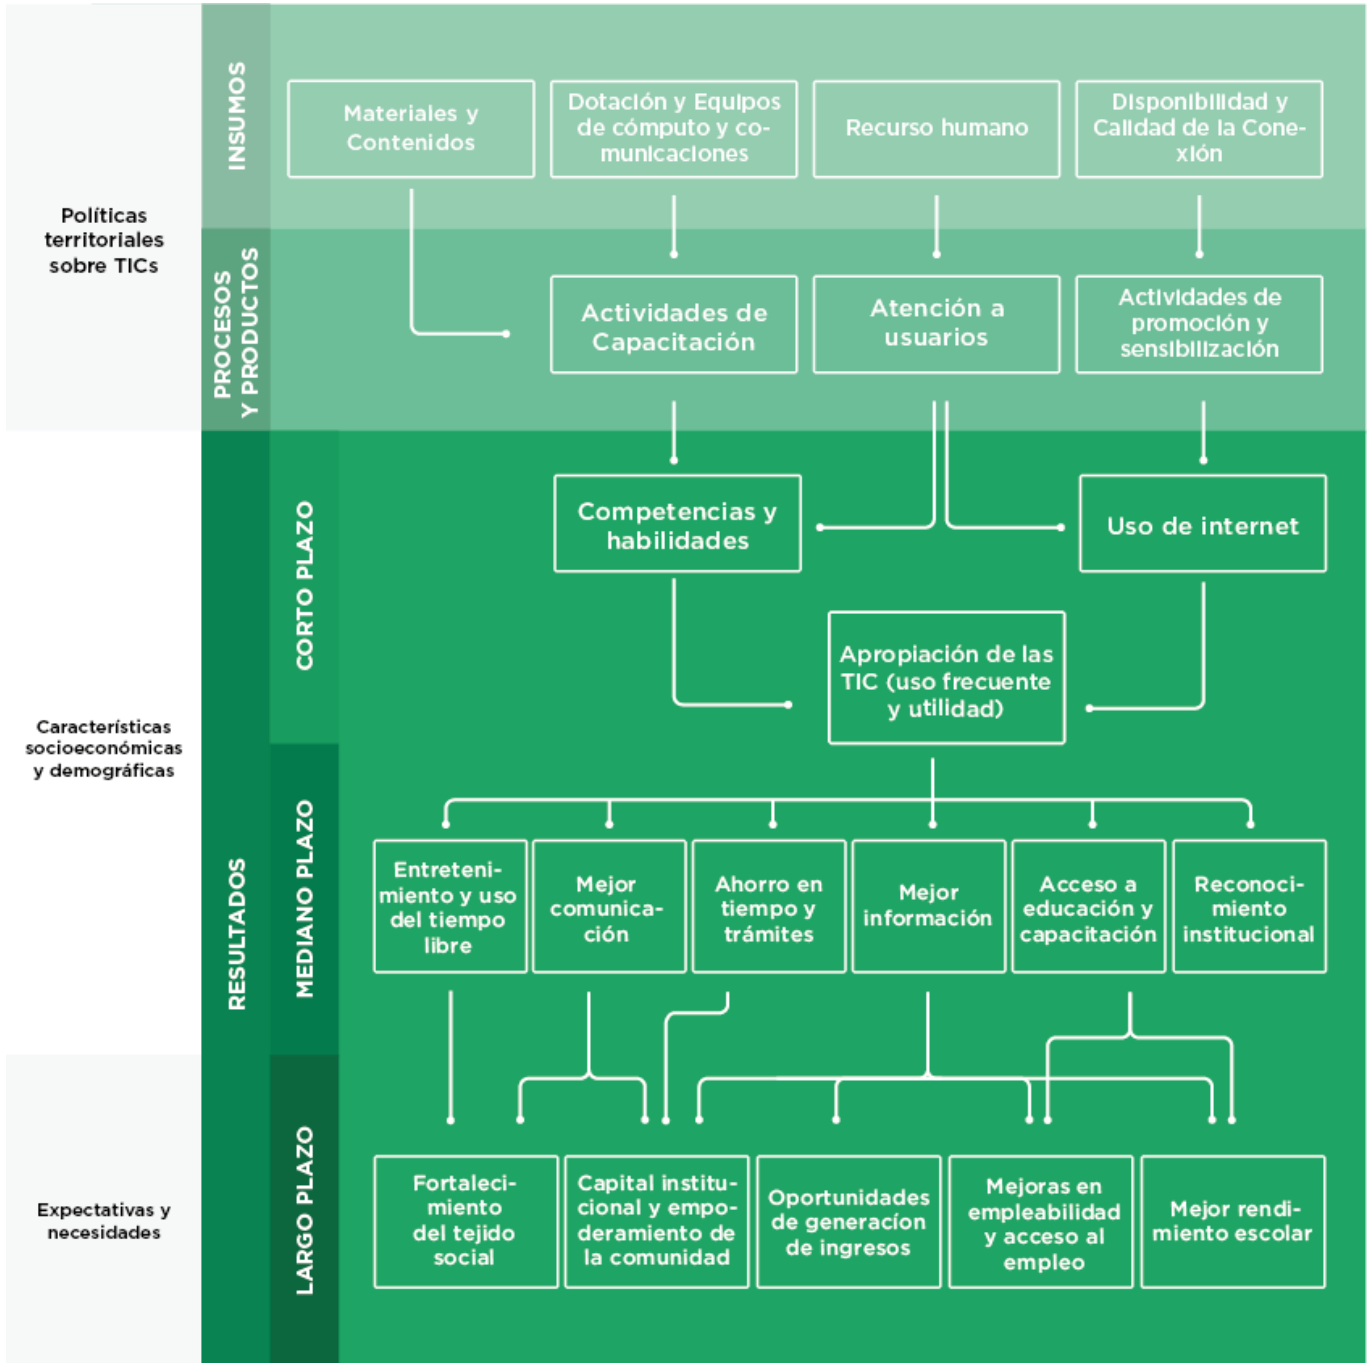 INSUMOS
Materiales y
Contenidos
Dotación y Equipos
de cómputo y co-
municaciones
Recurso humano
Disponibilidad y
Calidad de la Cone-
xión
Políticas
territoriales
sobre TICs
PROCESOS
Y PRODUCTOS
Actividades de
Capacitación
Atención a
usuarios
Actividades de
promoción y
sensibilización
RESULTADOS
CORTO PLAZO
Competencias y
habilidades
Uso de internet
Apropiación de las
TIC (uso frecuente
y utilidad)
Características
socioeconómicas
y demográficas
MEDIANO PLAZO
Entreteni-
miento y uso
del tiempo
libre
Mejor
comunica-
ción
Ahorro en
tiempo y
trámites
Mejor
información
Acceso a
educación y
capacitación
Reconoci-
miento
institucional
Expectativas y
necesidades
LARGO PLAZO
Fortaleci-
miento
del tejido
social
Capital institu-
cional y empo-
deramiento de
la comunidad
Oportunidades
de generacíon
de ingresos
Mejoras en
empleabilidad
y acceso al
empleo
Mejor rendi-
miento escolar